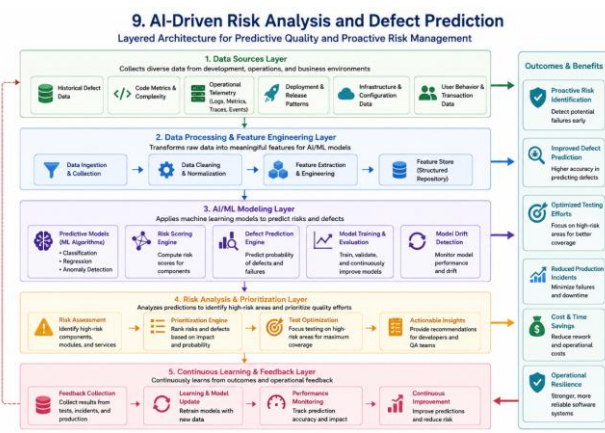 9. AI-Driven Risk Analysis and Defect Prediction
Layered Architecture for Predictive Quality and Proactive Risk Management
1. Data Sources Layer
Collects diverse data from development, operations, and business environments
Historical Defect
Data
Code Metrics &
Complexity
Operational
Telemetry
(Logs, Metrics,
Traces, Events)
Deployment &
Release
Patterns
Infrastructure &
Configuration
Data
User Behavior &
Transaction
Data
2. Data Processing & Feature Engineering Layer
Transforms raw data into meaningful features for AI/ML models
Data Ingestion
& Collection
Data Cleaning
& Normalization
Feature Extraction
& Engineering
Feature Store
(Structured
Repository)
3. AI/ML Modeling Layer
Applies machine learning models to predict risks and defects
Predictive Models
(ML Algorithms)
• Classification
• Regression
• Anomaly Detection
Risk Scoring
Engine
Compute risk
scores for
components
Defect Prediction
Engine
Predict probability
of defects and
failures
Model Training &
Evaluation
Train, validate,
and continuously
improve models
Model Drift
Detection
Monitor model
performance
and drift
4. Risk Analysis & Prioritization Layer
Analyzes predictions to identify high-risk areas and prioritize quality efforts
Risk Assessment
Identify high-risk
components,
modules, and services
Prioritization Engine
Rank risks and defects
based on impact
and probability
Test Optimization
Focus testing on high-
risk areas for maximum
coverage
Actionable Insights
Provide recommendations
for developers and
QA teams
5. Continuous Learning & Feedback Layer
Continuously learns from outcomes and operational feedback
Feedback Collection
Collect results from
tests, incidents, and
production
Learning & Model
Update
Retrain models with
new data
Performance
Monitoring
Track prediction
accuracy and impact
Continuous
Improvement
Improve predictions
and reduce risk
Outcomes & Benefits
Proactive Risk
Identification
Detect potential
failures early
Improved Defect
Prediction
Higher accuracy in
predicting defects
Optimized Testing
Efforts
Focus on high-risk
areas for better
coverage
Reduced Production
Incidents
Minimize failures
and downtime
Cost & Time
Savings
Reduce rework and
operational costs
Operational
Resilience
Stronger, more
reliable software
systems